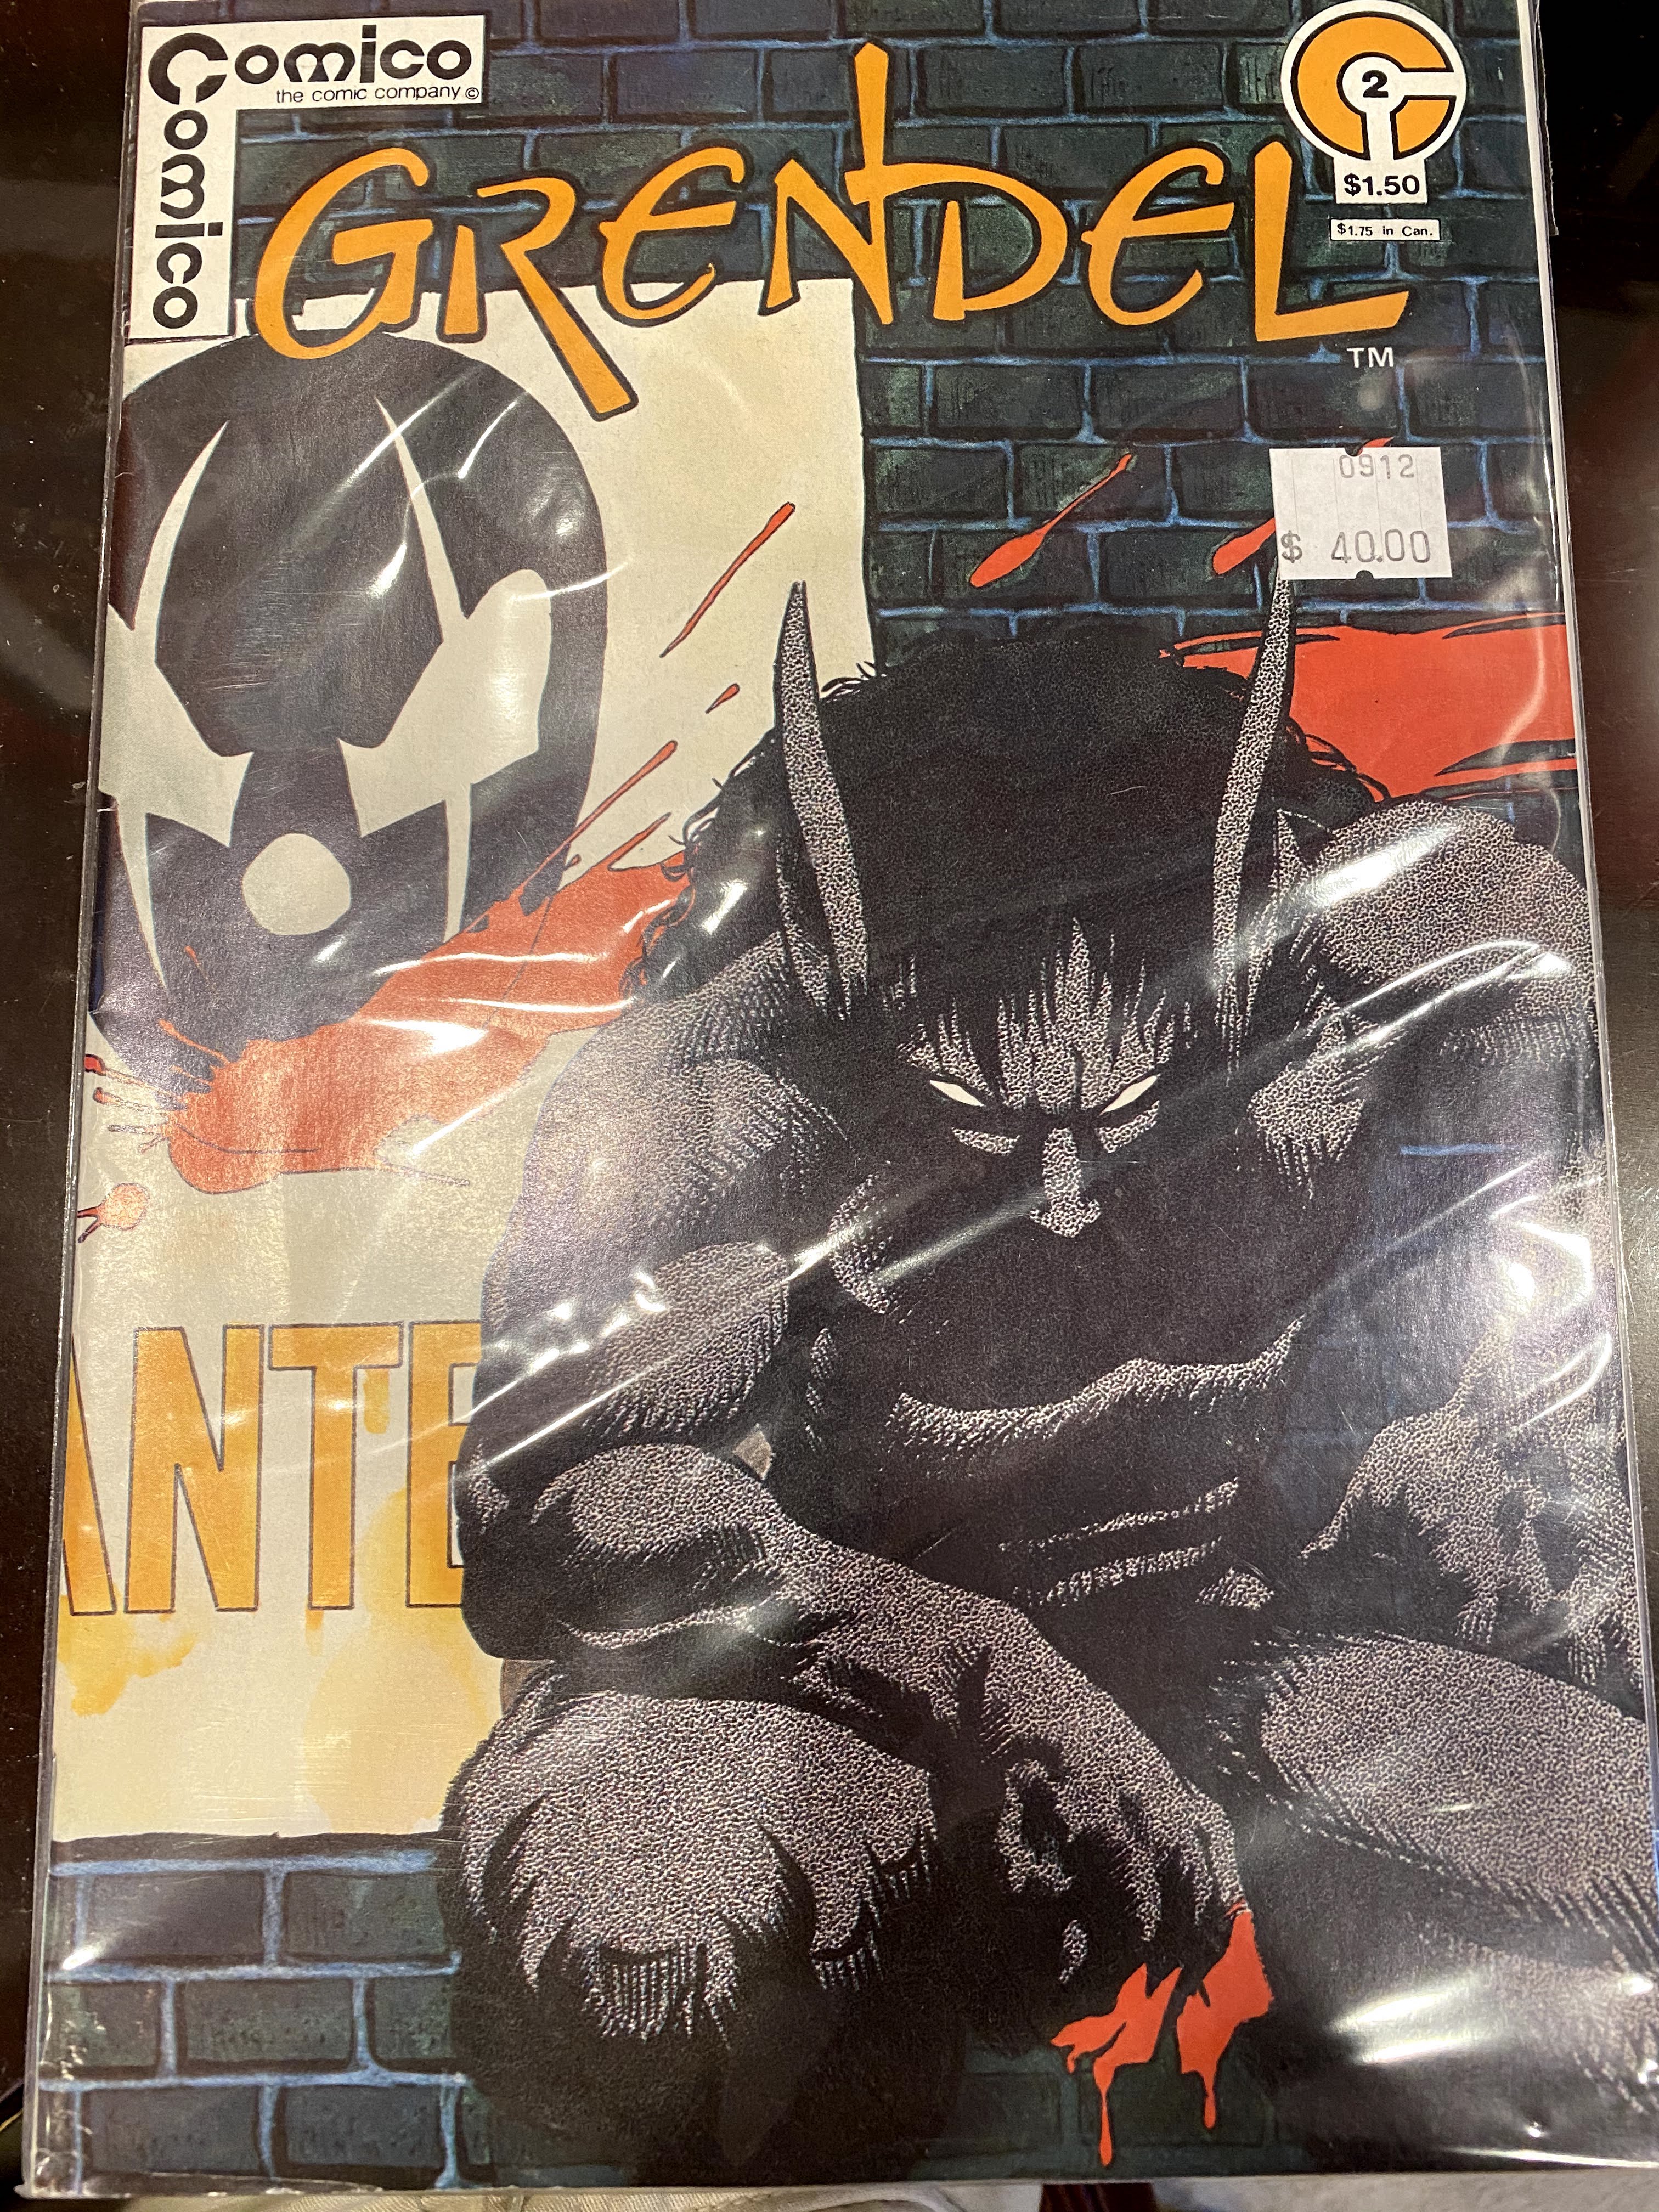 Comico
the comic company ©
Comico
2
$1.50
$1.75 in Can.
GRENDEL
TM
0912
$ 40.00
ANTE